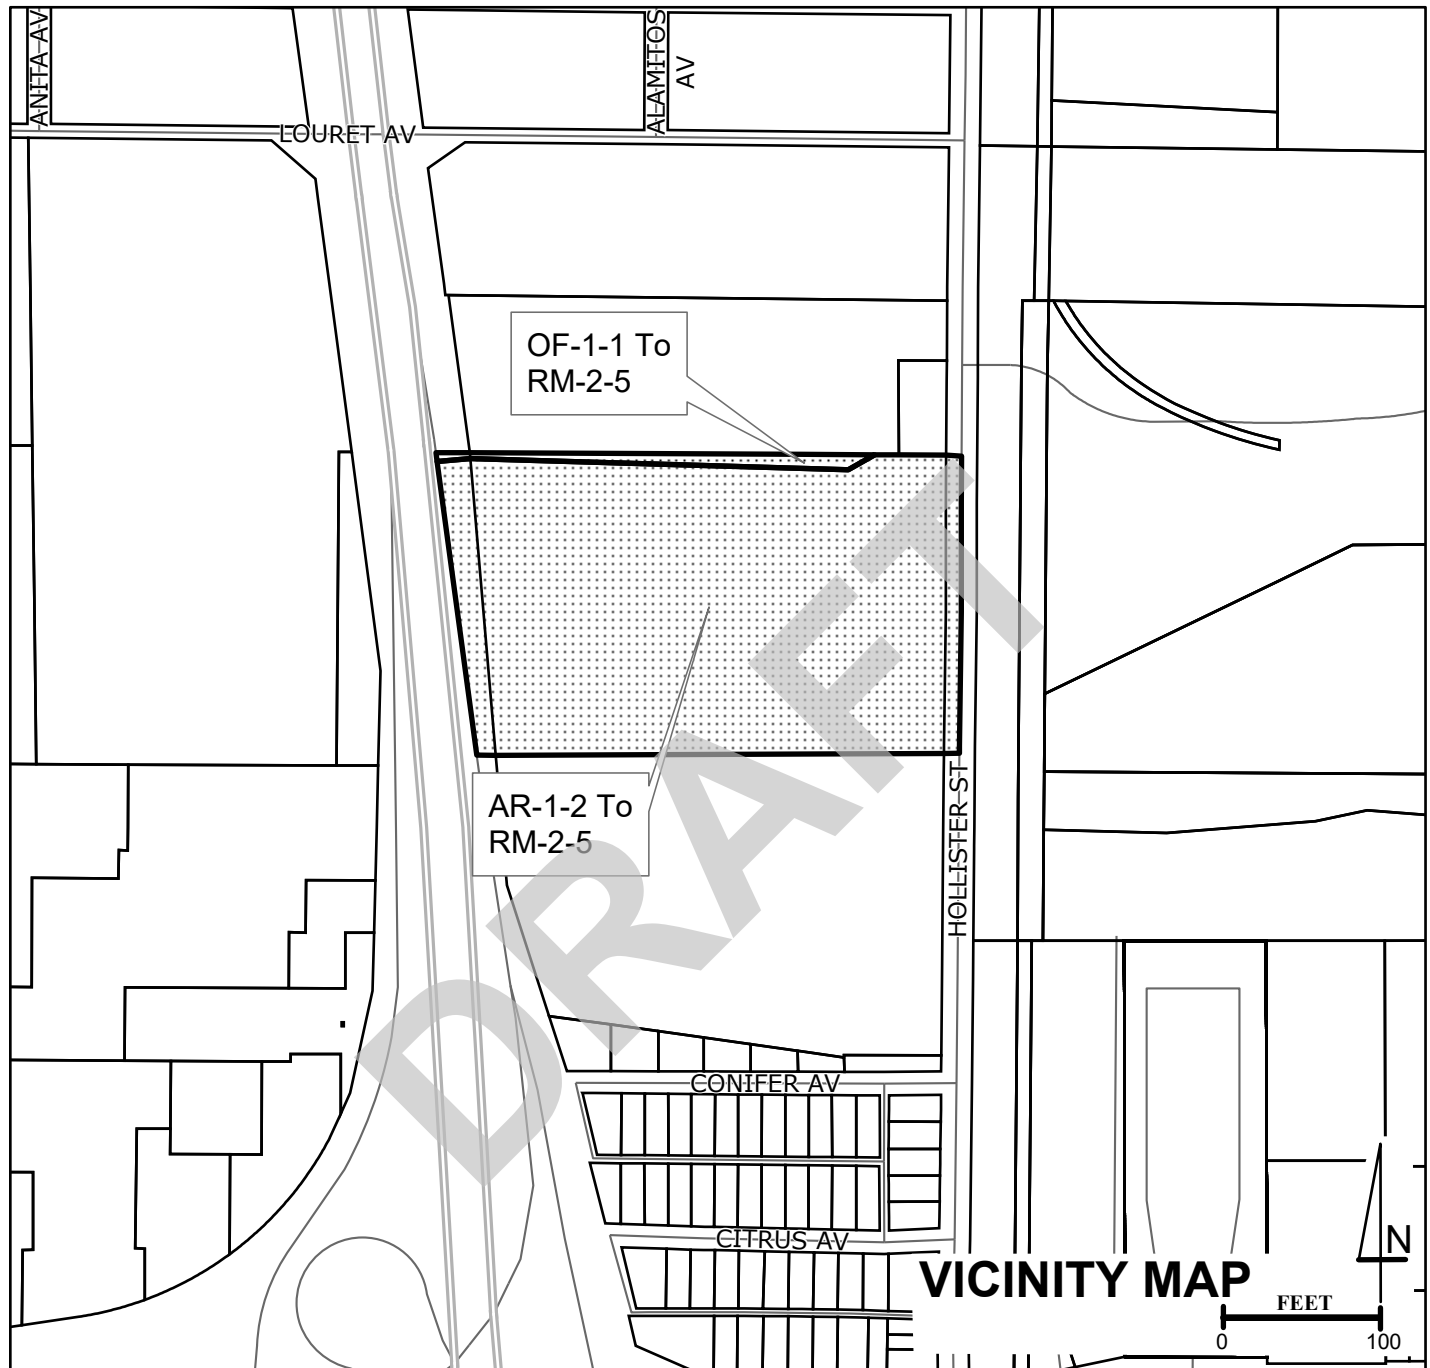 ANITA AV
ALAMITOS
AV
LOURET AV
OF-1-1 To
RM-2-5
AR-1-2 To
RM-2-5
HOLLISTER ST
DRAFT
CONIFER AV
CITRUS AV
N
VICINITY MAP
FEET
0 100